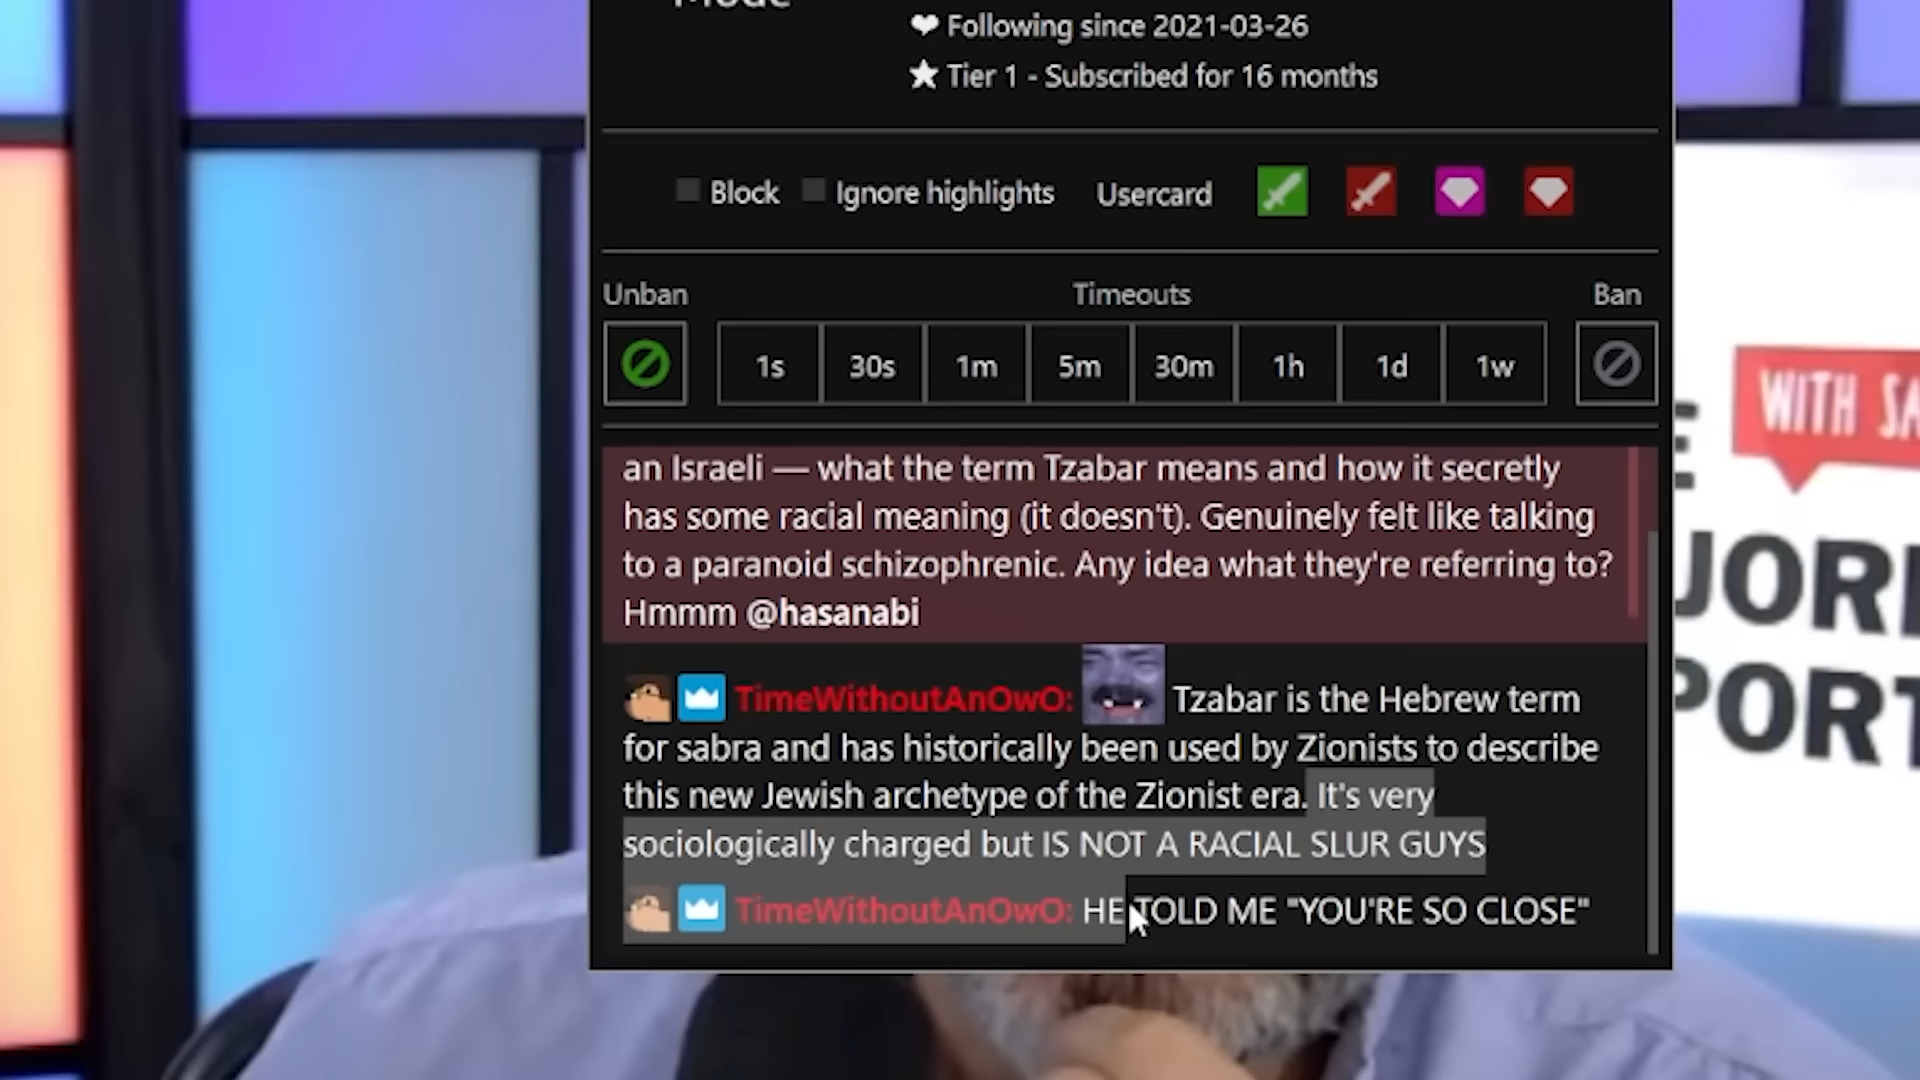 Mode
❤ Following since 2021-03-26
★ Tier 1 - Subscribed for 16 months
Block Ignore highlights Usercard
Unban Timeouts Ban
1s 30s 1m 5m 30m 1h 1d 1w
an Israeli — what the term Tzabar means and how it secretly
has some racial meaning (it doesn't). Genuinely felt like talking
to a paranoid schizophrenic. Any idea what they're referring to?
Hmmm @hasanabi
TimeWithoutAnOwO: Tzabar is the Hebrew term
for sabra and has historically been used by Zionists to describe
this new Jewish archetype of the Zionist era. It's very
sociologically charged but IS NOT A RACIAL SLUR GUYS
TimeWithoutAnOwO: HE TOLD ME "YOU'RE SO CLOSE"
WITH